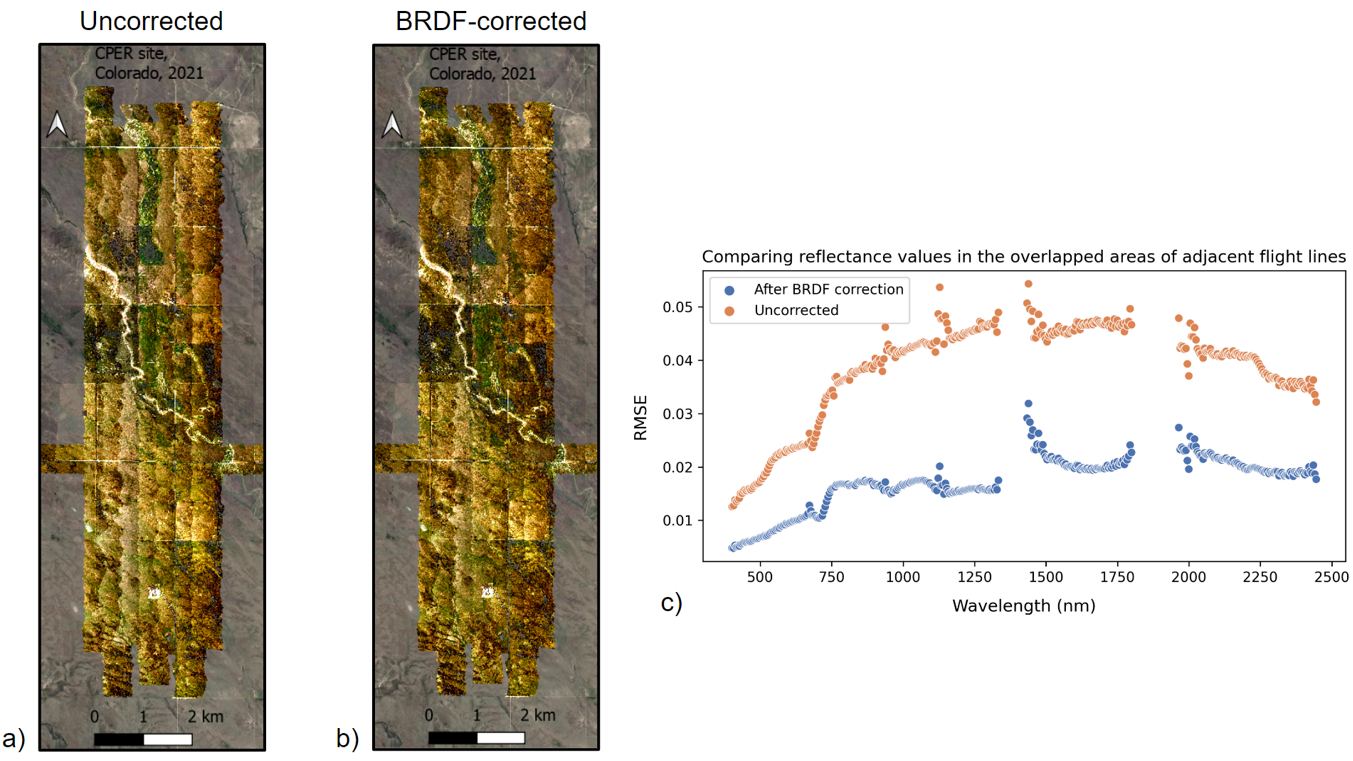 Uncorrected
BRDF-corrected
CPER site,
Colorado, 2021
CPER site,
Colorado, 2021
0 1 2 km
0 1 2 km
a)
b)
Comparing reflectance values in the overlapped areas of adjacent flight lines
After BRDF correction
Uncorrected
0.05
0.04
0.03
0.02
0.01
RMSE
500 750 1000 1250 1500 1750 2000 2250 2500
Wavelength (nm)
c)